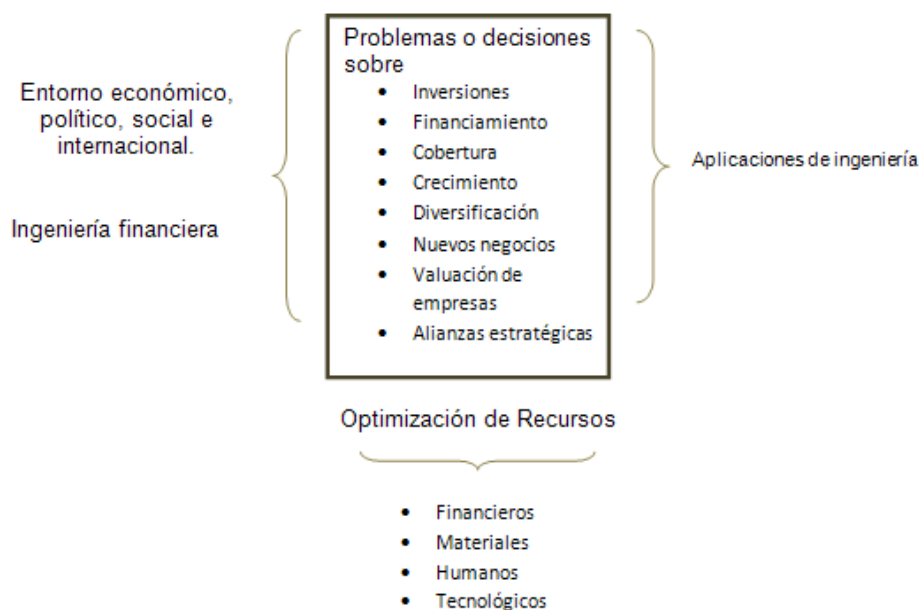 Entorno económico,
político, social e
internacional.
Ingeniería financiera
Problemas o decisiones
sobre
• Inversiones
• Financiamiento
• Cobertura
• Crecimiento
• Diversificación
• Nuevos negocios
• Valuación de
empresas
• Alianzas estratégicas
Aplicaciones de ingeniería
Optimización de Recursos
• Financieros
• Materiales
• Humanos
• Tecnológicos